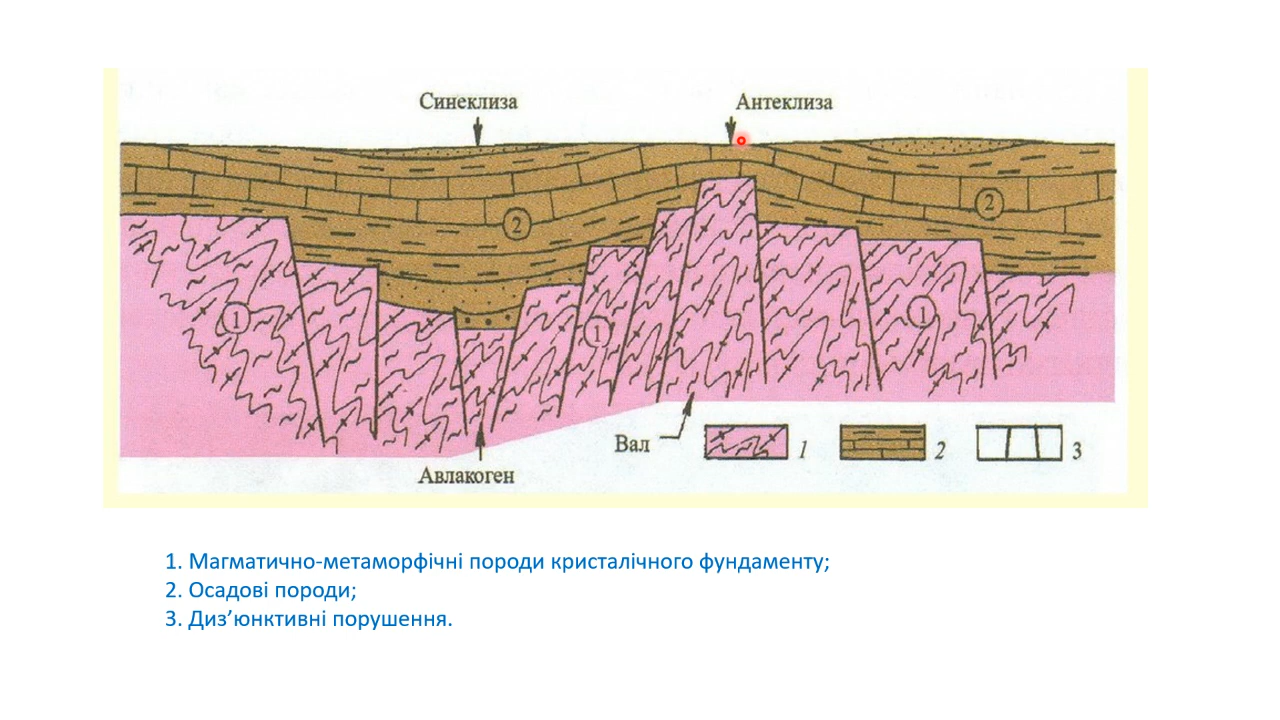 Синеклиза
Антеклиза
2
2
1
1
1
Вал
1
2
3
Авлакоген
1. Магматично-метаморфічні породи кристалічного фундаменту;
2. Осадові породи;
3. Диз’юнктивні порушення.